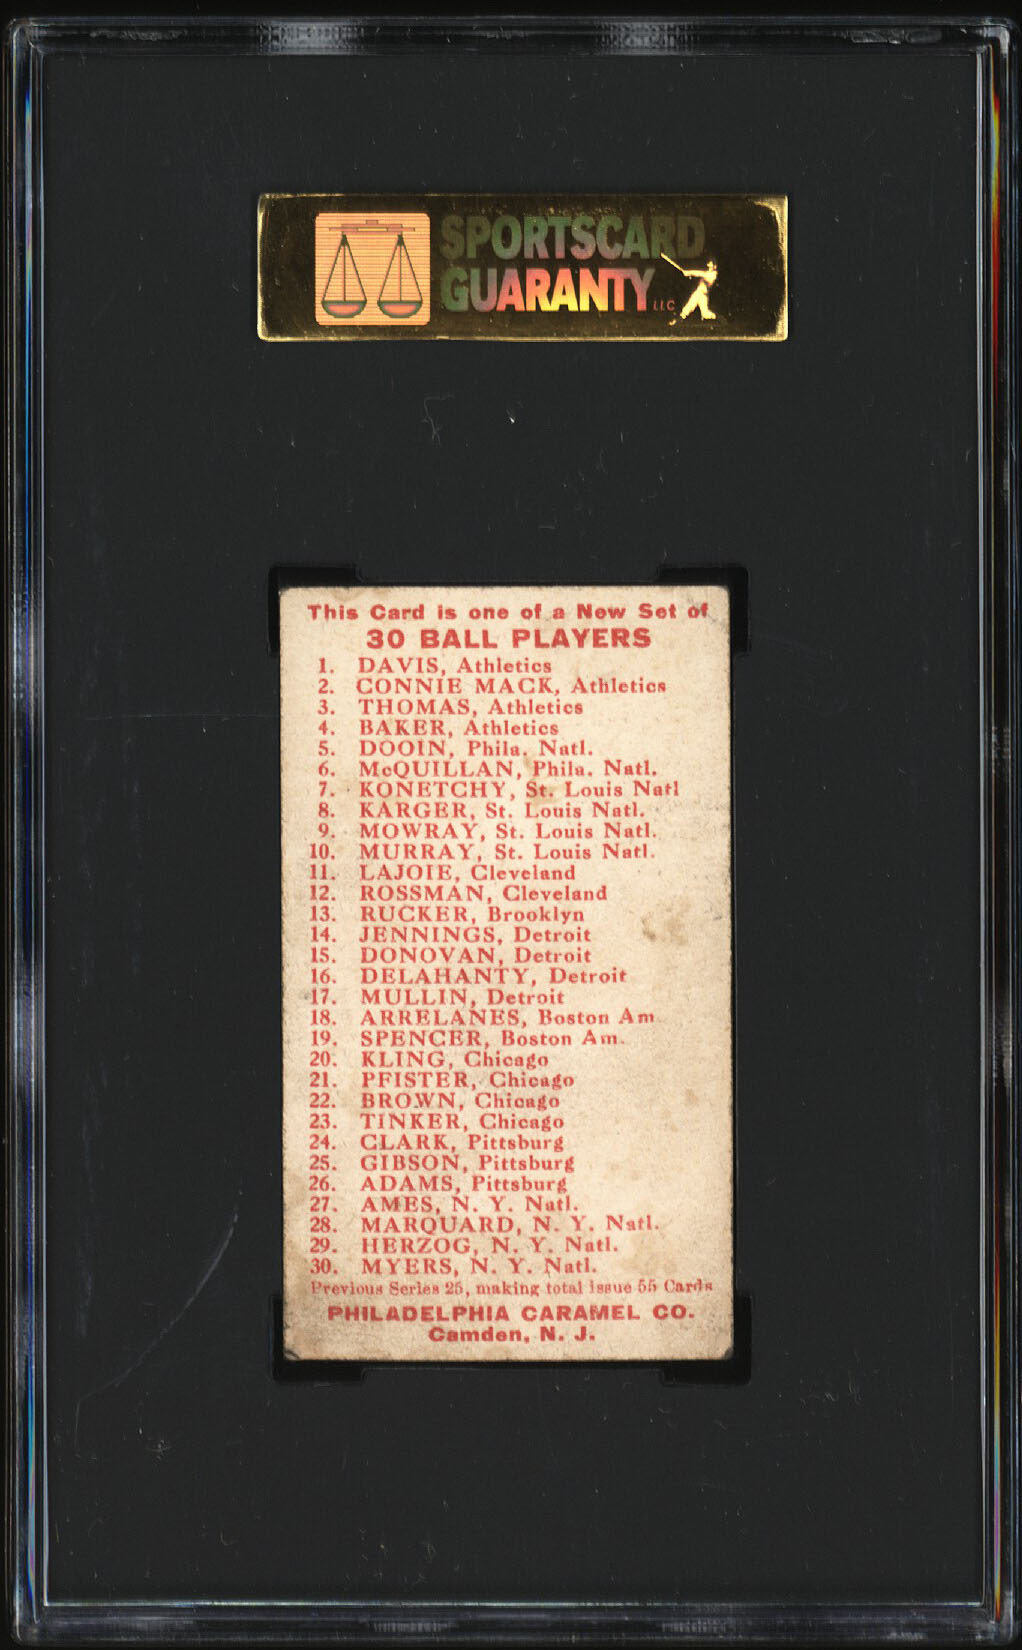 SPORTSCARD
GUARANTY LLC
This Card is one of a New Set of
30 BALL PLAYERS
1. DAVIS, Athletics
2. CONNIE MACK, Athletics
3. THOMAS, Athletics
4. BAKER, Athletics
5. DOOIN, Phila. Natl.
6. McQUILLAN, Phila. Natl.
7. KONETCHY, St. Louis Natl
8. KARGER, St. Louis Natl.
9. MOWRAY, St. Louis Natl.
10. MURRAY, St. Louis Natl.
11. LAJOIE, Cleveland
12. ROSSMAN, Cleveland
13. RUCKER, Brooklyn
14. JENNINGS, Detroit
15. DONOVAN, Detroit
16. DELAHANTY, Detroit
17. MULLIN, Detroit
18. ARRELANES, Boston Am
19. SPENCER, Boston Am.
20. KLING, Chicago
21. PFISTER, Chicago
22. BROWN, Chicago
23. TINKER, Chicago
24. CLARK, Pittsburg
25. GIBSON, Pittsburg
26. ADAMS, Pittsburg
27. AMES, N. Y. Natl.
28. MARQUARD, N. Y. Natl.
29. HERZOG, N. Y. Natl.
30. MYERS, N. Y. Natl.
Previous Series 25, making total issue 55 Cards
PHILADELPHIA CARAMEL CO.
Camden, N. J.